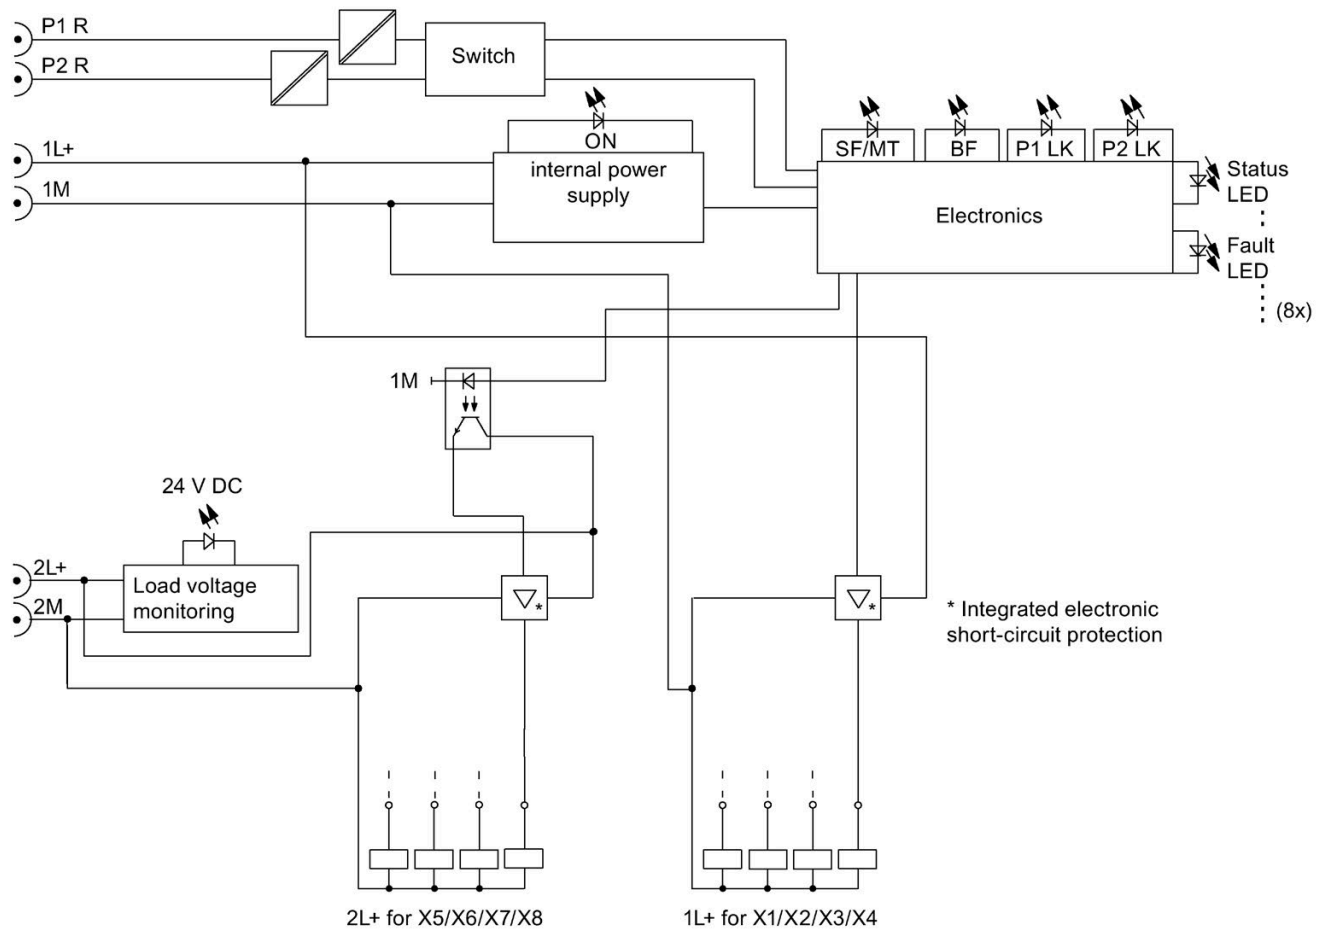 P1 R
P2 R
Switch
1L+
1M
ON
internal power
supply
SF/MT
BF
P1 LK
P2 LK
Electronics
Status
LED
Fault
LED
(8x)
1M
24 V DC
2L+
2M
Load voltage
monitoring
*
*
* Integrated electronic
short-circuit protection
2L+ for X5/X6/X7/X8
1L+ for X1/X2/X3/X4